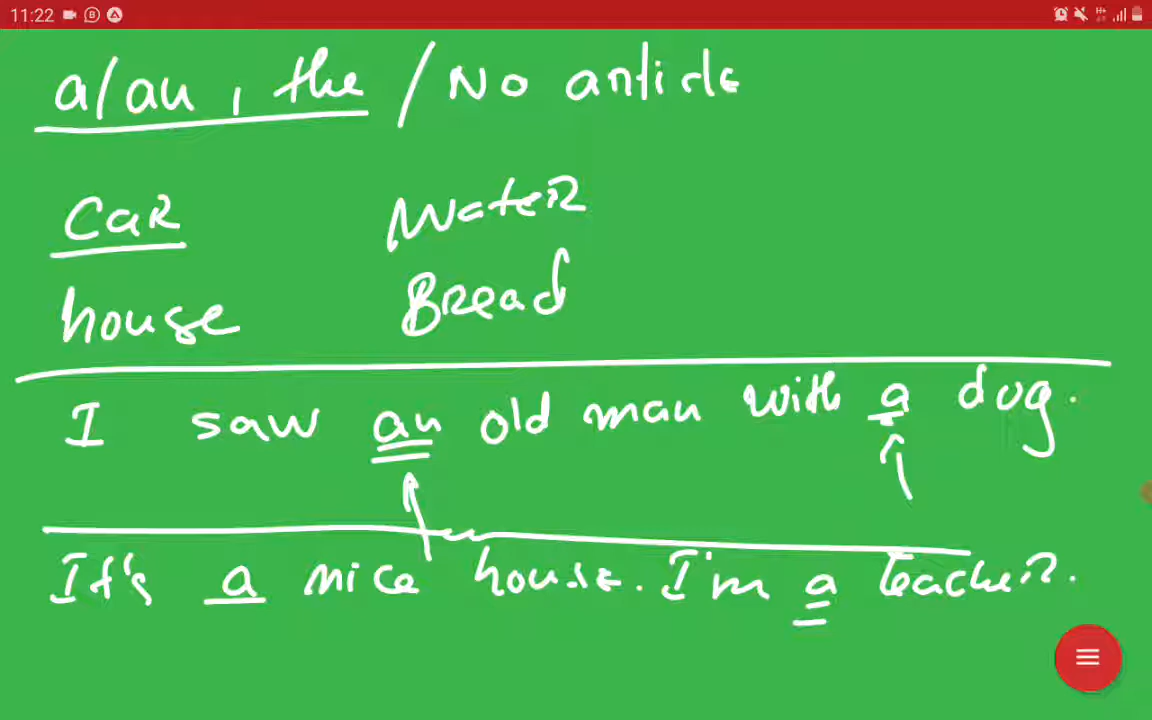 11:22
a/an, the / No article
Car Water
house Bread
I saw an old man with a dog.
It's a nice house. I'm a teacher.